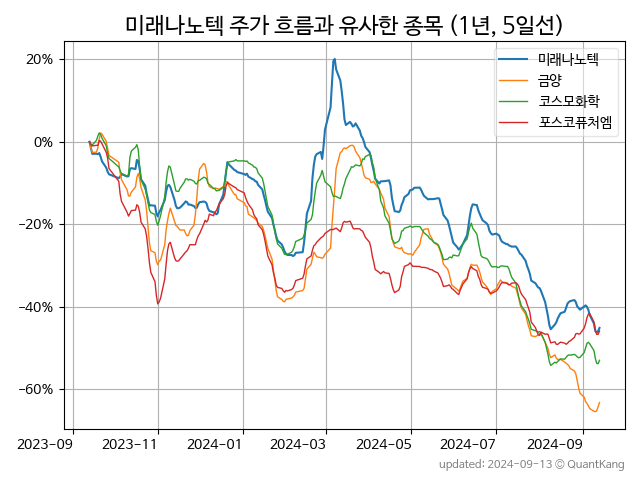 미래나노텍 주가 흐름과 유사한 종목 (1년, 5일선)
미래나노텍
금양
코스모화학
포스코퓨처엠
20%
0%
−20%
−40%
−60%
2023-09 2023-11 2024-01 2024-03 2024-05 2024-07 2024-09
updated: 2024-09-13 © QuantKang